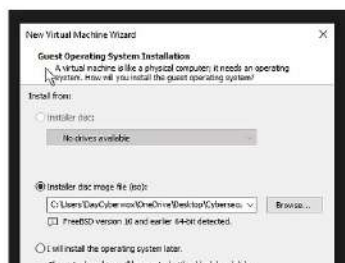 New Virtual Machine Wizard
Guest Operating System Installation
A virtual machine is like a physical computer; it needs an operating
system. How will you install the guest operating system?
Install from:
Installer disc:
No drives available
Installer disc image file (iso):
C:\Users\DayCyberwox\OneDrive\Desktop\Cybersecu
Browse...
FreeBSD version 10 and earlier 64-bit detected.
I will install the operating system later.